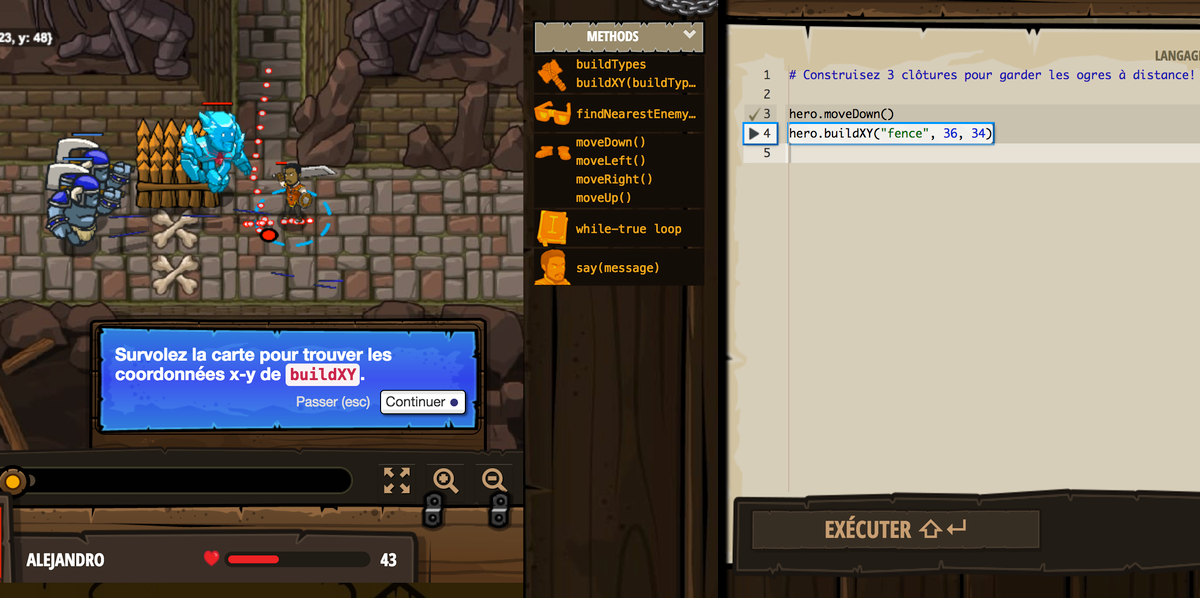 23, y: 48}
Survolez la carte pour trouver les
coordonnées x-y de buildXY.
Passer (esc)
Continuer
ALEJANDRO
43
METHODS
buildTypes
buildXY(buildTyp…
findNearestEnemy…
moveDown()
moveLeft()
moveRight()
moveUp()
while-true loop
say(message)
LANGAG
1 # Construisez 3 clôtures pour garder les ogres à distance!
2
3 hero.moveDown()
4 hero.buildXY("fence", 36, 34)
5
EXÉCUTER